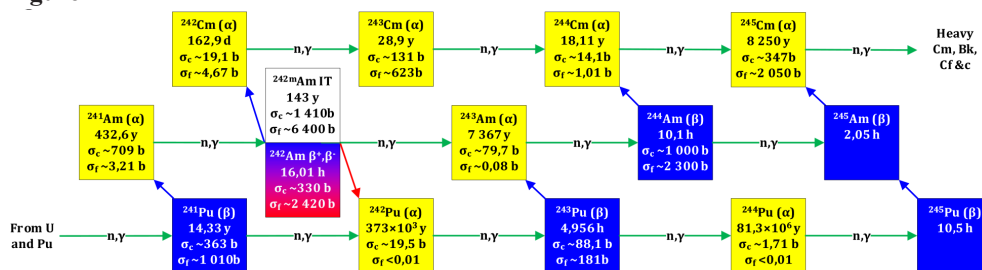 ²⁴²Cm (α)
162,9 d
σc ~19,1 b
σf ~4,67 b
n,γ
²⁴³Cm (α)
28,9 y
σc ~131 b
σf ~623b
n,γ
²⁴⁴Cm (α)
18,11 y
σc ~14,1b
σf ~1,01 b
n,γ
²⁴⁵Cm (α)
8 250 y
σc ~347b
σf ~2 050 b
n,γ
Heavy
Cm, Bk,
Cf &c
²⁴¹Am (α)
432,6 y
σc ~709 b
σf ~3,21 b
n,γ
²⁴²ᵐAm IT
143 y
σc ~1 410b
σf ~6 400 b
²⁴²Am β⁺,β⁻
16,01 h
σc ~330 b
σf ~2 420 b
n,γ
²⁴³Am (α)
7 367 y
σc ~79,7 b
σf ~0,08 b
n,γ
²⁴⁴Am (β)
10,1 h
σc ~1 000 b
σf ~2 300 b
n,γ
²⁴⁵Am (β)
2,05 h
From U
and Pu
n,γ
²⁴¹Pu (β)
14,33 y
σc ~363 b
σf ~1 010b
n,γ
²⁴²Pu (α)
373×10³ y
σc ~19,5 b
σf <0,01
n,γ
²⁴³Pu (β)
4,956 h
σc ~88,1 b
σf ~181b
n,γ
²⁴⁴Pu (α)
81,3×10⁶ y
σc ~1,71 b
σf <0,01
n,γ
²⁴⁵Pu (β)
10,5 h